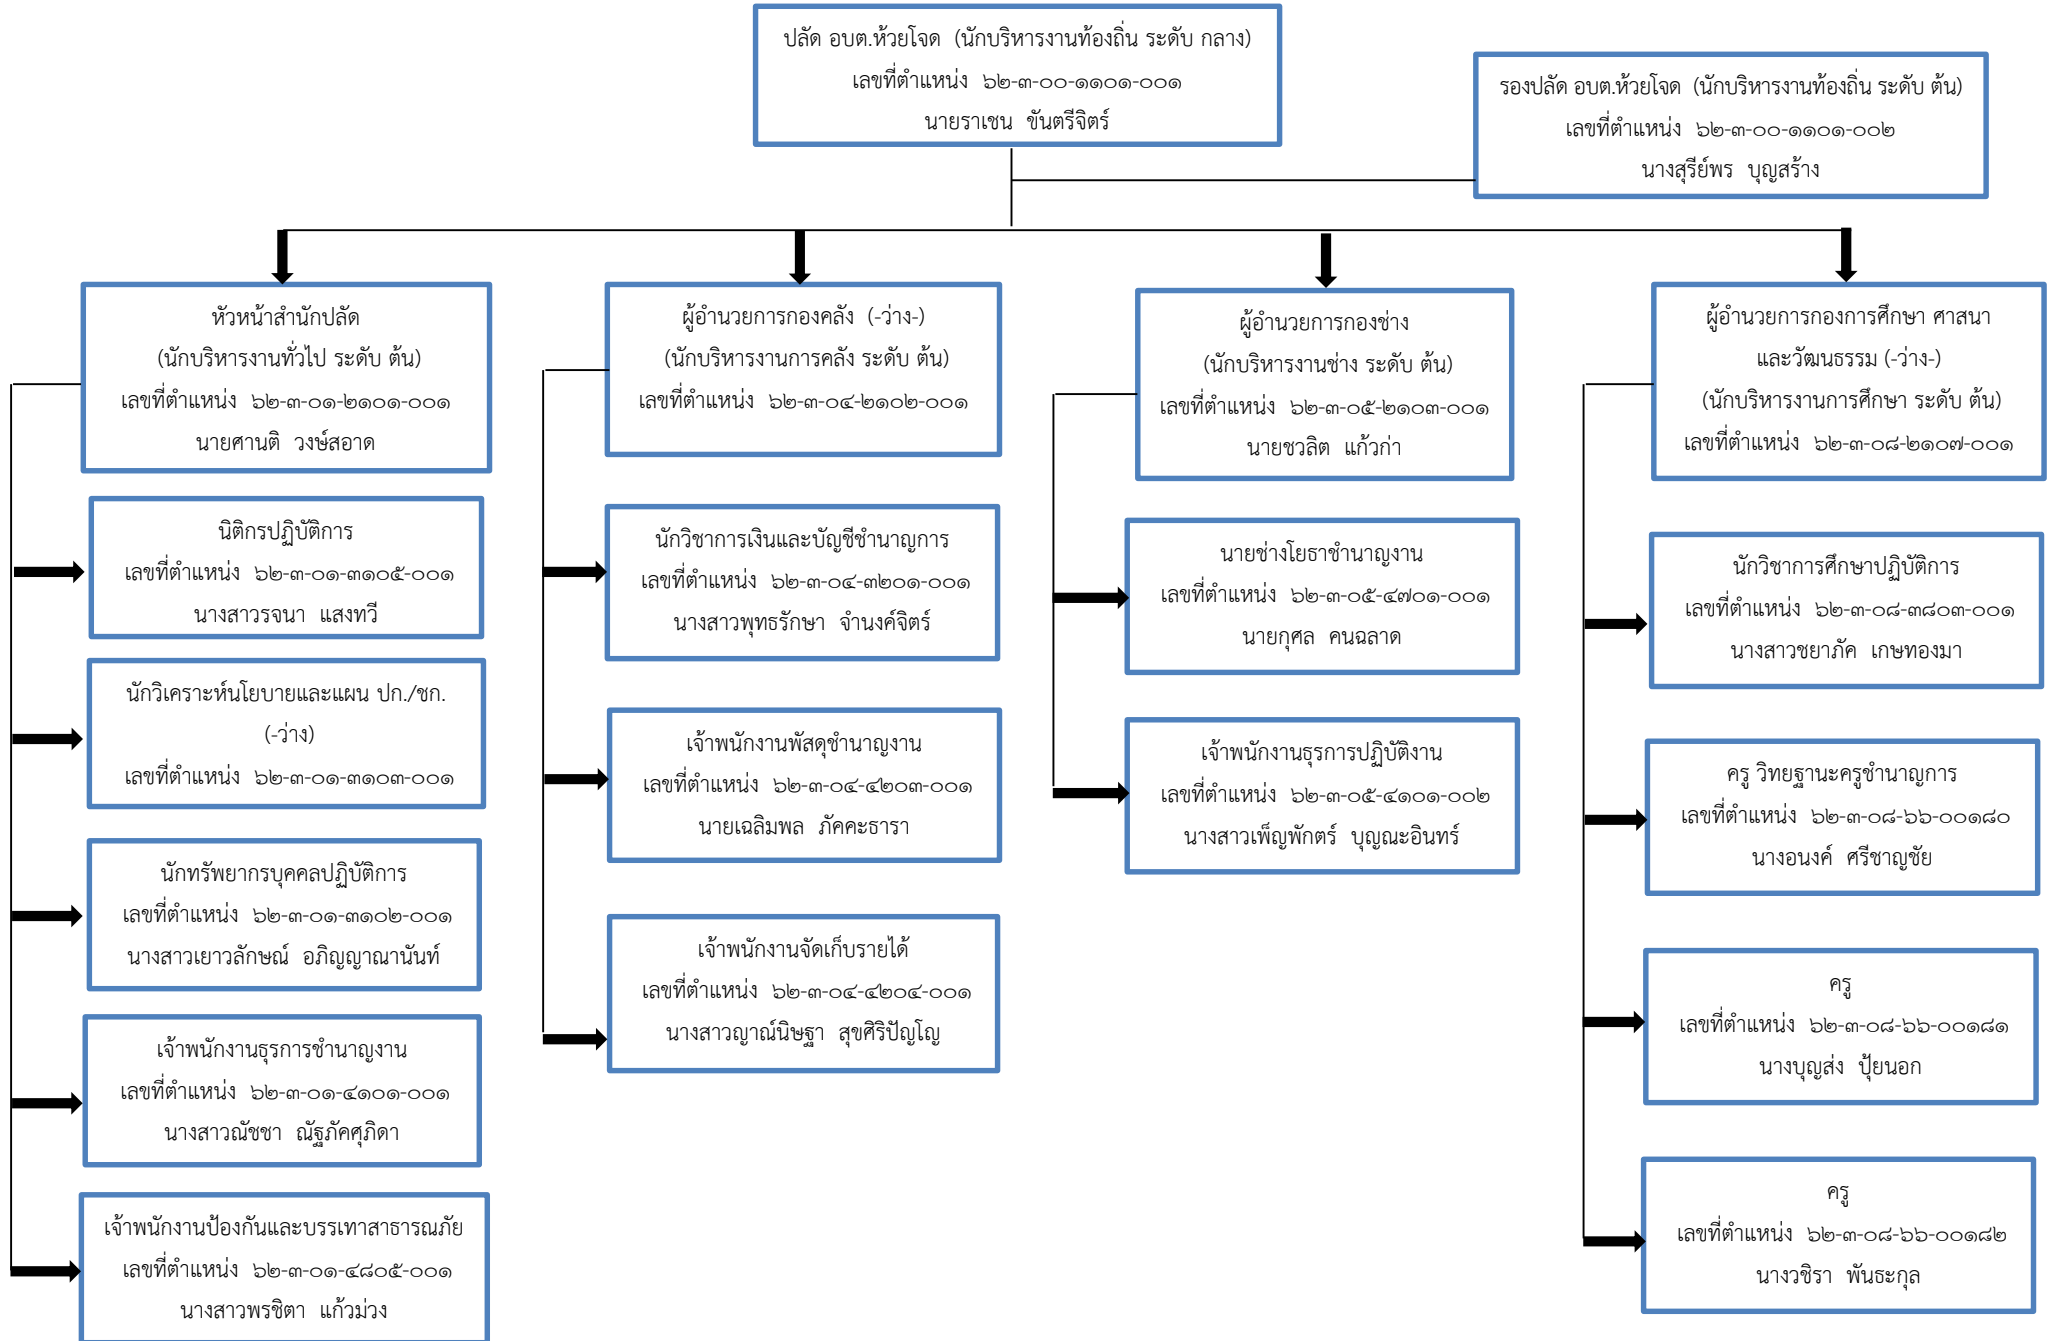 ปลัด อบต.ห้วยโจด (นักบริหารงานท้องถิ่น ระดับ กลาง)
เลขที่ตำแหน่ง ๖๒-๓-๐๐-๑๑๐๑-๐๐๑
นายราเชน ขันตรีจิตร์
รองปลัด อบต.ห้วยโจด (นักบริหารงานท้องถิ่น ระดับ ต้น)
เลขที่ตำแหน่ง ๖๒-๓-๐๐-๑๑๐๑-๐๐๒
นางสุรีย์พร บุญสร้าง
หัวหน้าสำนักปลัด
(นักบริหารงานทั่วไป ระดับ ต้น)
เลขที่ตำแหน่ง ๖๒-๓-๐๑-๒๑๐๑-๐๐๑
นายศานติ วงษ์สอาด
นิติกรปฏิบัติการ
เลขที่ตำแหน่ง ๖๒-๓-๐๑-๓๑๐๕-๐๐๑
นางสาวรจนา แสงทวี
นักวิเคราะห์นโยบายและแผน ปก./ชก.
(-ว่าง)
เลขที่ตำแหน่ง ๖๒-๓-๐๑-๓๑๐๓-๐๐๑
นักทรัพยากรบุคคลปฏิบัติการ
เลขที่ตำแหน่ง ๖๒-๓-๐๑-๓๑๐๒-๐๐๑
นางสาวเยาวลักษณ์ อภิญญาณานันท์
เจ้าพนักงานธุรการชำนาญงาน
เลขที่ตำแหน่ง ๖๒-๓-๐๑-๔๑๐๑-๐๐๑
นางสาวณัชชา ณัฐภัคศุภิดา
เจ้าพนักงานป้องกันและบรรเทาสาธารณภัย
เลขที่ตำแหน่ง ๖๒-๓-๐๑-๔๘๐๕-๐๐๑
นางสาวพรชิตา แก้วม่วง
ผู้อำนวยการกองคลัง (-ว่าง-)
(นักบริหารงานการคลัง ระดับ ต้น)
เลขที่ตำแหน่ง ๖๒-๓-๐๔-๒๑๐๒-๐๐๑
นักวิชาการเงินและบัญชีชำนาญการ
เลขที่ตำแหน่ง ๖๒-๓-๐๔-๓๒๐๑-๐๐๑
นางสาวพุทธรักษา จำนงค์จิตร์
เจ้าพนักงานพัสดุชำนาญงาน
เลขที่ตำแหน่ง ๖๒-๓-๐๔-๔๒๐๓-๐๐๑
นายเฉลิมพล ภัคคะธารา
เจ้าพนักงานจัดเก็บรายได้
เลขที่ตำแหน่ง ๖๒-๓-๐๔-๔๒๐๔-๐๐๑
นางสาวญาณ์นิษฐา สุขศิริปัญโญ
ผู้อำนวยการกองช่าง
(นักบริหารงานช่าง ระดับ ต้น)
เลขที่ตำแหน่ง ๖๒-๓-๐๕-๒๑๐๓-๐๐๑
นายชวลิต แก้วก่า
นายช่างโยธาชำนาญงาน
เลขที่ตำแหน่ง ๖๒-๓-๐๕-๔๗๐๑-๐๐๑
นายกุศล คนฉลาด
เจ้าพนักงานธุรการปฏิบัติงาน
เลขที่ตำแหน่ง ๖๒-๓-๐๕-๔๑๐๑-๐๐๒
นางสาวเพ็ญพักตร์ บุญณะอินทร์
ผู้อำนวยการกองการศึกษา ศาสนา
และวัฒนธรรม (-ว่าง-)
(นักบริหารงานการศึกษา ระดับ ต้น)
เลขที่ตำแหน่ง ๖๒-๓-๐๘-๒๑๐๗-๐๐๑
นักวิชาการศึกษาปฏิบัติการ
เลขที่ตำแหน่ง ๖๒-๓-๐๘-๓๘๐๓-๐๐๑
นางสาวชยาภัค เกษทองมา
ครู วิทยฐานะครูชำนาญการ
เลขที่ตำแหน่ง ๖๒-๓-๐๘-๖๖-๐๐๑๘๐
นางอนงค์ ศรีชาญชัย
ครู
เลขที่ตำแหน่ง ๖๒-๓-๐๘-๖๖-๐๐๑๘๑
นางบุญส่ง ปุ้ยนอก
ครู
เลขที่ตำแหน่ง ๖๒-๓-๐๘-๖๖-๐๐๑๘๒
นางวชิรา พันธะกุล